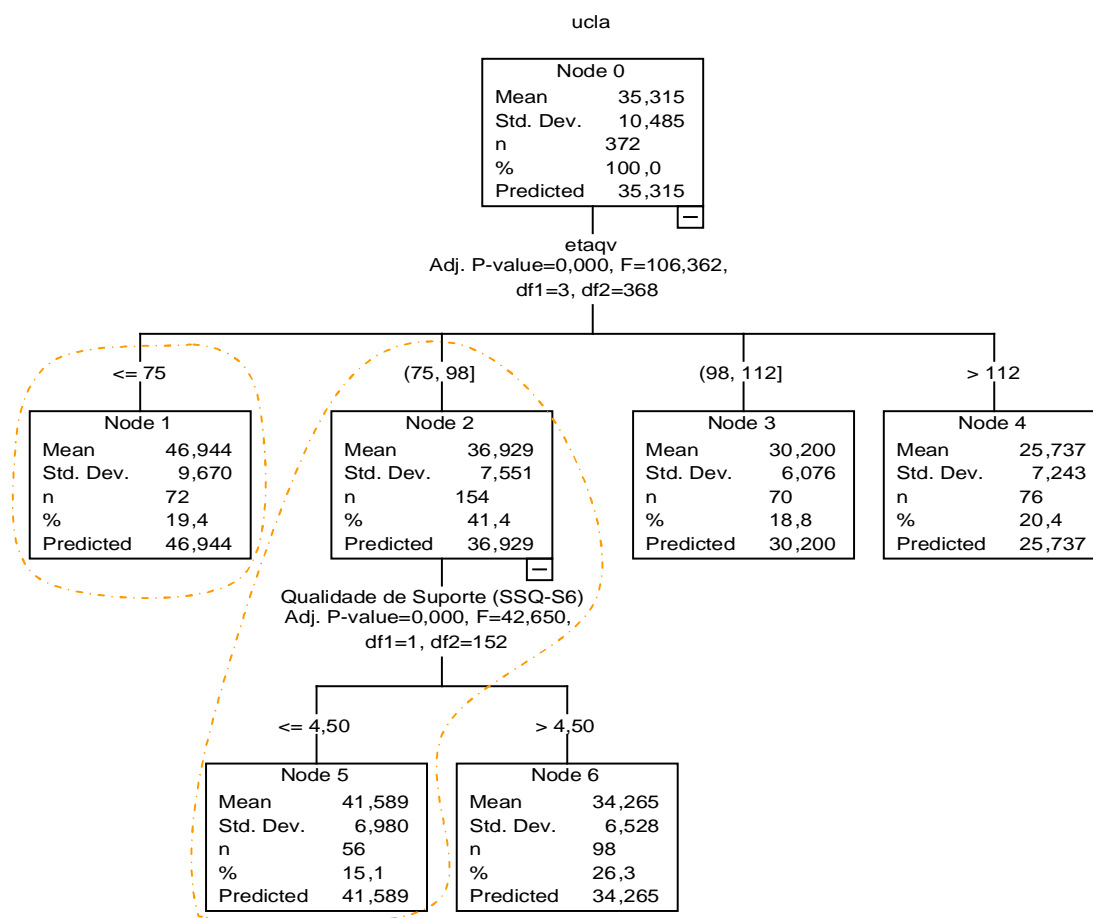 ucla
Node 0
Mean 35,315
Std. Dev. 10,485
n 372
% 100,0
Predicted 35,315
etaqv
Adj. P-value=0,000, F=106,362,
df1=3, df2=368
<= 75
(75, 98]
(98, 112]
> 112
Node 1
Mean 46,944
Std. Dev. 9,670
n 72
% 19,4
Predicted 46,944
Node 2
Mean 36,929
Std. Dev. 7,551
n 154
% 41,4
Predicted 36,929
Node 3
Mean 30,200
Std. Dev. 6,076
n 70
% 18,8
Predicted 30,200
Node 4
Mean 25,737
Std. Dev. 7,243
n 76
% 20,4
Predicted 25,737
Qualidade de Suporte (SSQ-S6)
Adj. P-value=0,000, F=42,650,
df1=1, df2=152
<= 4,50
> 4,50
Node 5
Mean 41,589
Std. Dev. 6,980
n 56
% 15,1
Predicted 41,589
Node 6
Mean 34,265
Std. Dev. 6,528
n 98
% 26,3
Predicted 34,265